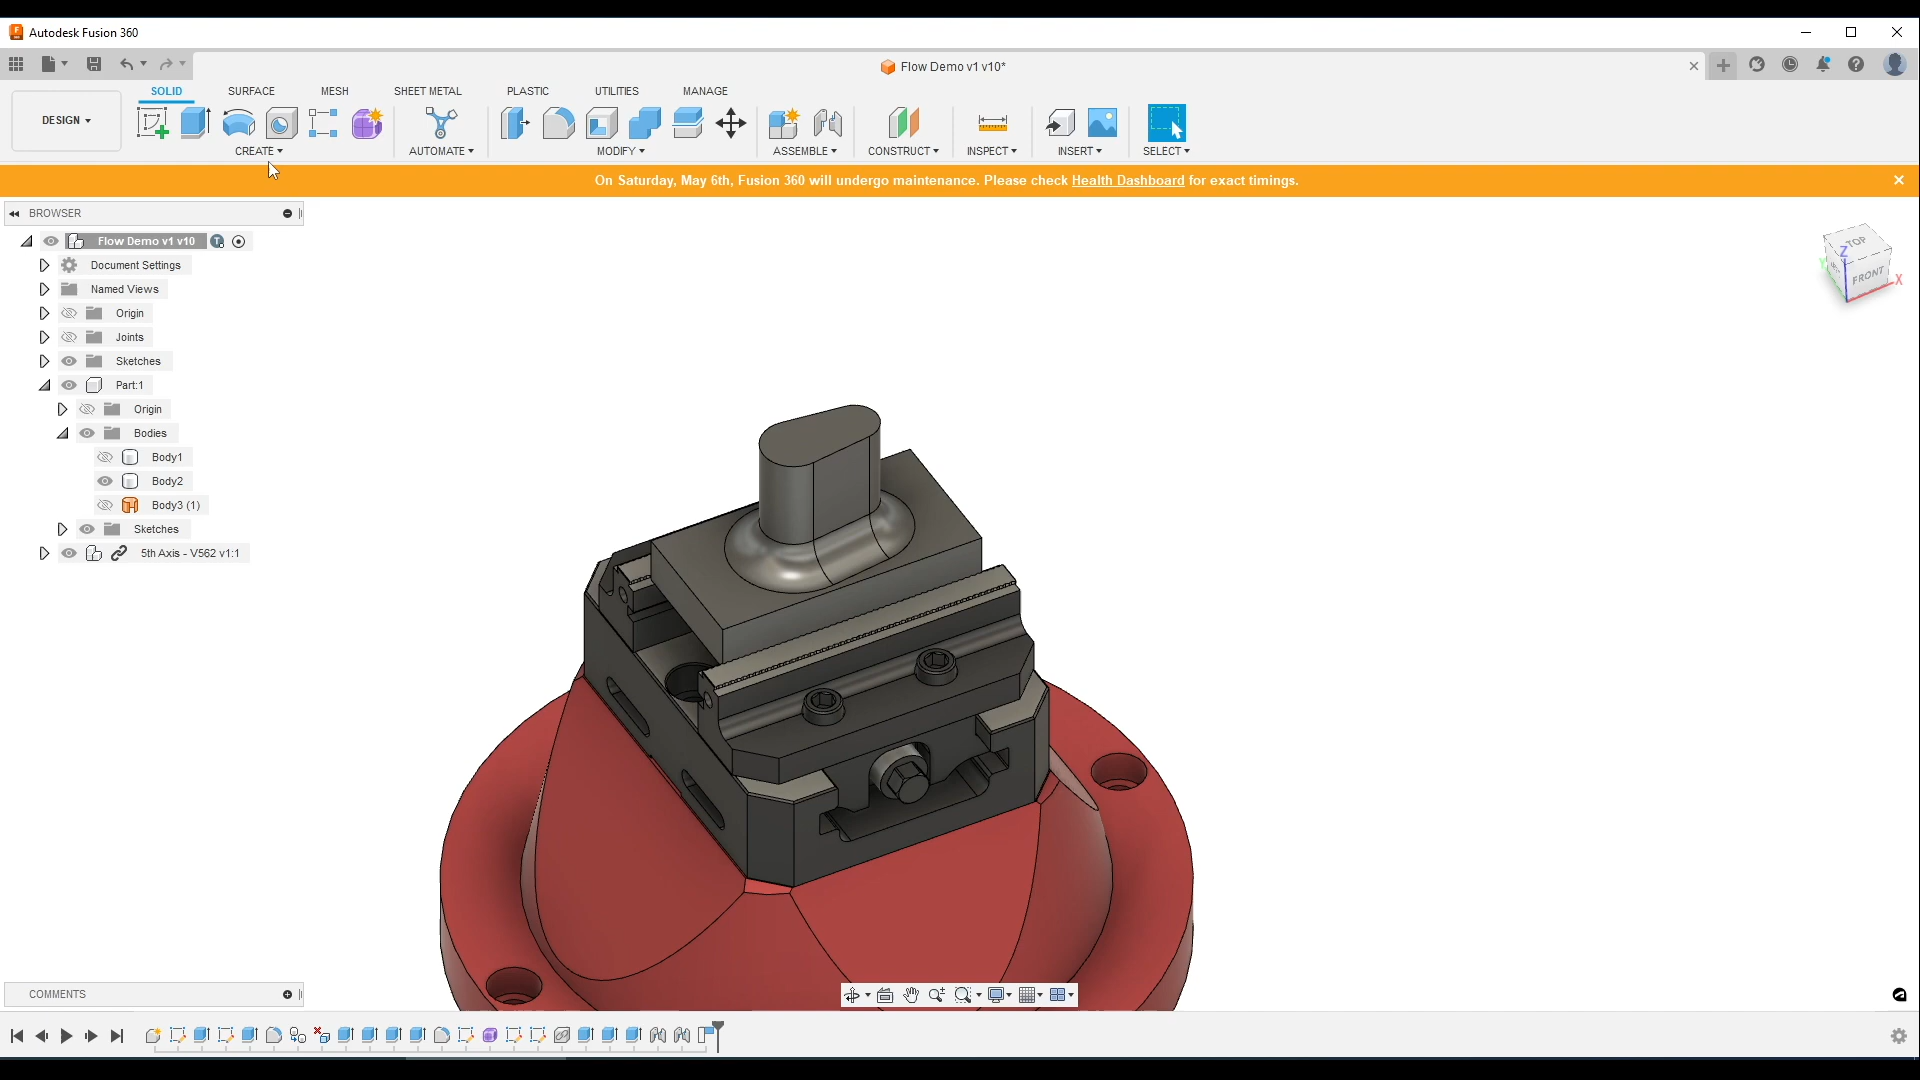 Autodesk Fusion 360
Flow Demo v1 v10*
SOLID SURFACE MESH SHEET METAL PLASTIC UTILITIES MANAGE
DESIGN
CREATE AUTOMATE MODIFY ASSEMBLE CONSTRUCT INSPECT INSERT SELECT
On Saturday, May 6th, Fusion 360 will undergo maintenance. Please check Health Dashboard for exact timings.
BROWSER
Flow Demo v1 v10
Document Settings
Named Views
Origin
Joints
Sketches
Part:1
Origin
Bodies
Body1
Body2
Body3 (1)
Sketches
5th Axis - V562 v1:1
TOP
Z
FRONT
X
COMMENTS